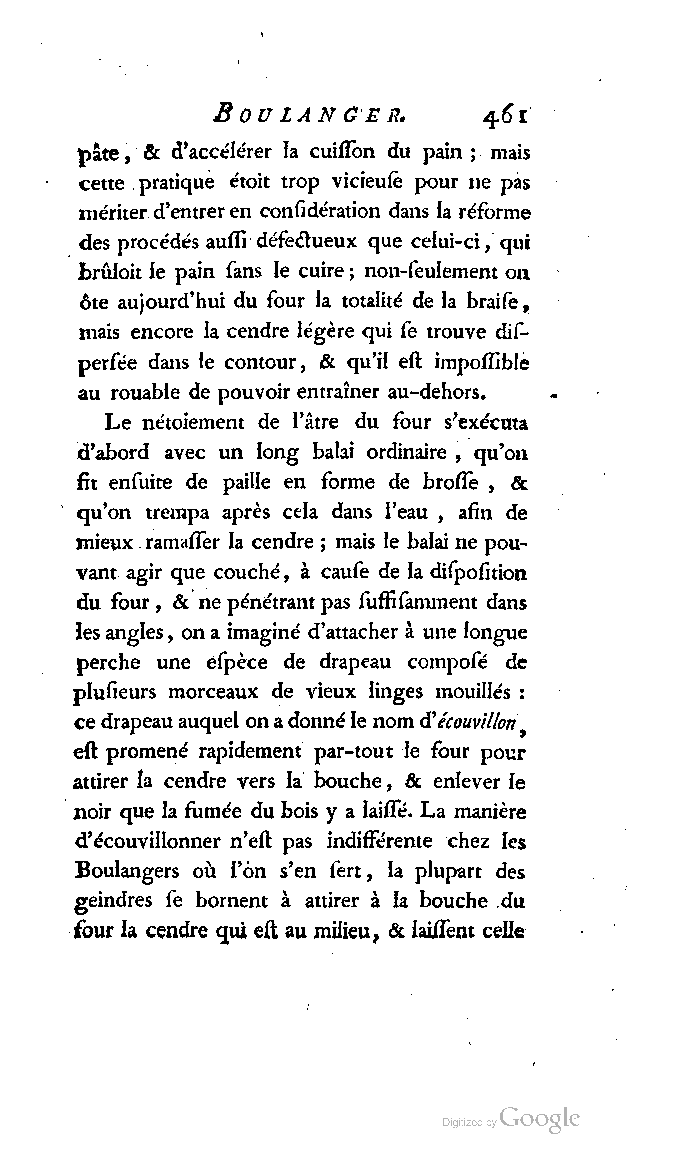 BOULANGER. 461
pâte, & d'accélérer la cuiſſon du pain ; mais
cette pratique étoit trop vicieuſe pour ne pas
mériter d'entrer en conſidération dans la réforme
des procédés auſſi défectueux que celui-ci, qui
brûloit le pain ſans le cuire ; non-ſeulement on
ôte aujourd'hui du four la totalité de la braiſe,
mais encore la cendre légère qui ſe trouve diſ-
perſée dans le contour, & qu'il eſt impoſſible
au rouable de pouvoir entraîner au-dehors.
Le nétoiement de l'âtre du four s'exécuta
d'abord avec un long balai ordinaire, qu'on
fit enſuite de paille en forme de broſſe, &
qu'on trempa après cela dans l'eau, afin de
mieux ramaſſer la cendre ; mais le balai ne pou-
vant agir que couché, à cauſe de la diſpoſition
du four, & ne pénétrant pas ſuffiſamment dans
les angles, on a imaginé d'attacher à une longue
perche une eſpèce de drapeau compoſé de
pluſieurs morceaux de vieux linges mouillés :
ce drapeau auquel on a donné le nom d'écouvillon,
eſt promené rapidement par-tout le four pour
attirer la cendre vers la bouche, & enlever le
noir que la fumée du bois y a laiſſé. La manière
d'écouvillonner n'eſt pas indifférente chez les
Boulangers où l'on s'en ſert, la plupart des
geindres ſe bornent à attirer à la bouche du
four la cendre qui eſt au milieu, & laiſſent celle
Digitized by Google